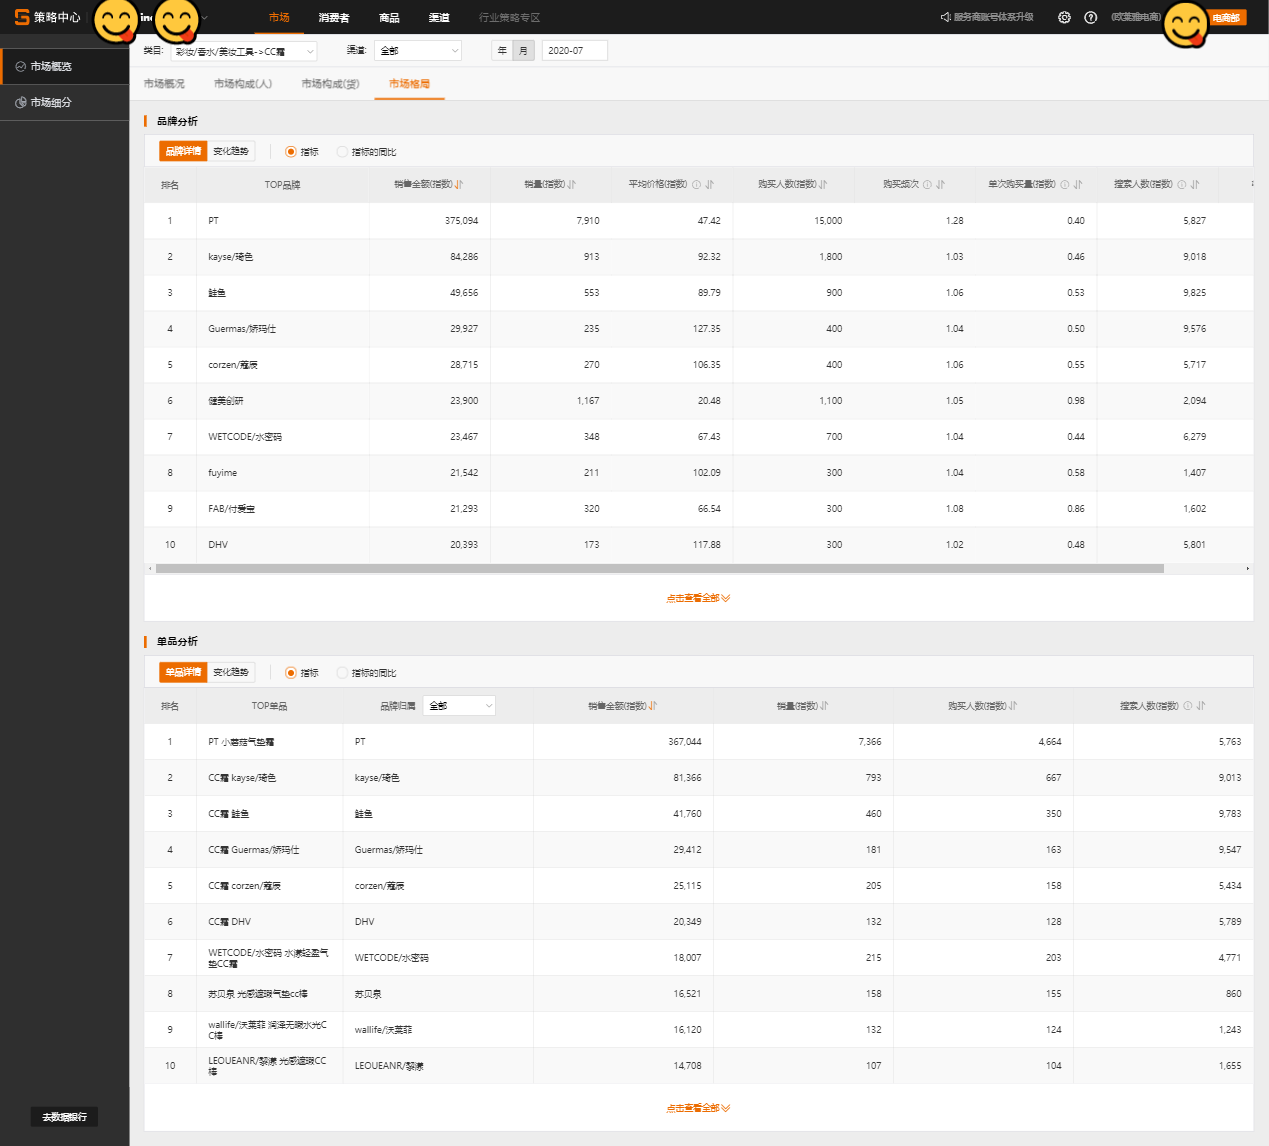 策略中心 in 市场 消费者 商品 渠道 行业策略专区 服务商账号体系升级 (欧莱雅电商) 电商部
类目: 彩妆/香水/美妆工具->CC霜 渠道: 全部 年 月 2020-07
市场概览
市场细分
市场概况 市场构成(人) 市场构成(货) 市场格局
品牌分析
品牌详情 变化趋势 指标 指标的同比
排名 TOP品牌 销售金额(指数) 销量(指数) 平均价格(指数) 购买人数(指数) 购买频次 单次购买量(指数) 搜索人数(指数)
1 PT 375,094 7,910 47.42 15,000 1.28 0.40 5,827
2 kayse/琦色 84,286 913 92.32 1,800 1.03 0.46 9,018
3 鲑鱼 49,656 553 89.79 900 1.06 0.53 9,825
4 Guermas/娇玛仕 29,927 235 127.35 400 1.04 0.50 9,576
5 corzen/蔻辰 28,715 270 106.35 400 1.06 0.55 5,717
6 健美创研 23,900 1,167 20.48 1,100 1.05 0.98 2,094
7 WETCODE/水密码 23,467 348 67.43 700 1.04 0.44 6,279
8 fuyime 21,542 211 102.09 300 1.04 0.58 1,407
9 FAB/付爱宝 21,293 320 66.54 300 1.08 0.86 1,602
10 DHV 20,393 173 117.88 300 1.02 0.48 5,801
点击查看全部
单品分析
单品详情 变化趋势 指标 指标的同比
排名 TOP单品 品牌归属 全部 销售金额(指数) 销量(指数) 购买人数(指数) 搜索人数(指数)
1 PT 小蘑菇气垫霜 PT 367,044 7,366 4,664 5,763
2 CC霜 kayse/琦色 kayse/琦色 81,366 793 667 9,013
3 CC霜 鲑鱼 鲑鱼 41,760 460 350 9,783
4 CC霜 Guermas/娇玛仕 Guermas/娇玛仕 29,412 181 163 9,547
5 CC霜 corzen/蔻辰 corzen/蔻辰 25,115 205 158 5,434
6 CC霜 DHV DHV 20,349 132 128 5,789
7 WETCODE/水密码 水漾轻盈气垫CC霜 WETCODE/水密码 18,007 215 203 4,771
8 苏贝泉 光感遮瑕气垫cc棒 苏贝泉 16,521 158 155 860
9 wallife/沃莱菲 润泽无暇水光CC棒 wallife/沃莱菲 16,120 132 124 1,243
10 LEOUEANR/黎漾 光感遮瑕CC棒 LEOUEANR/黎漾 14,708 107 104 1,655
点击查看全部
去数据银行